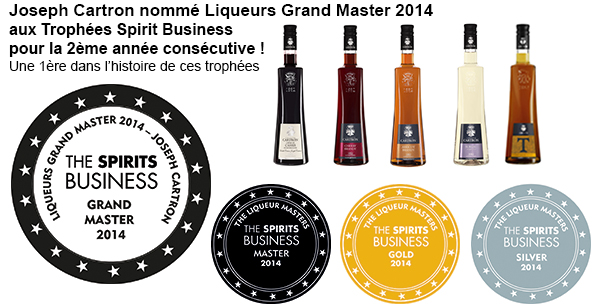 Joseph Cartron nommé Liqueurs Grand Master 2014
aux Trophées Spirit Business
pour la 2ème année consécutive !
Une 1ère dans l’histoire de ces trophées
LIQUEURS GRAND MASTER 2014 – JOSEPH CARTRON
THE SPIRITS
BUSINESS
GRAND
MASTER
2014
CARTRON
T
THE LIQUEUR MASTERS
THE SPIRITS
BUSINESS
MASTER
2014
THE LIQUEUR MASTERS
THE SPIRITS
BUSINESS
GOLD
2014
THE LIQUEUR MASTERS
THE SPIRITS
BUSINESS
SILVER
2014